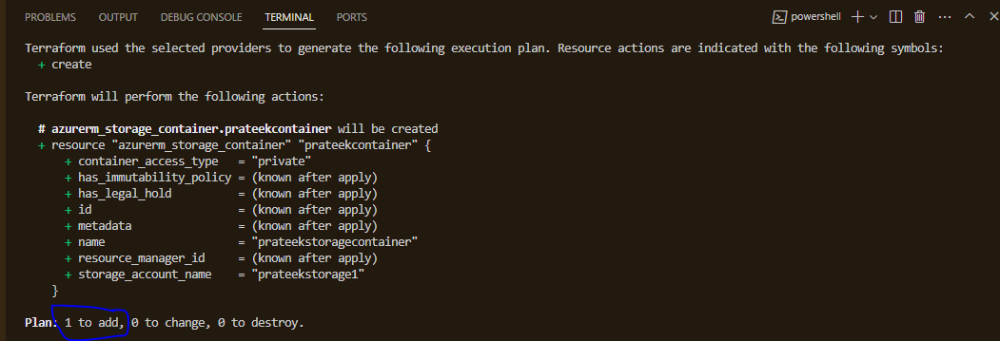 PROBLEMS OUTPUT DEBUG CONSOLE TERMINAL PORTS powershell
Terraform used the selected providers to generate the following execution plan. Resource actions are indicated with the following symbols:
+ create
Terraform will perform the following actions:
# azurerm_storage_container.prateekcontainer will be created
+ resource "azurerm_storage_container" "prateekcontainer" {
+ container_access_type = "private"
+ has_immutability_policy = (known after apply)
+ has_legal_hold = (known after apply)
+ id = (known after apply)
+ metadata = (known after apply)
+ name = "prateekstoragecontainer"
+ resource_manager_id = (known after apply)
+ storage_account_name = "prateekstorage1"
}
Plan: 1 to add, 0 to change, 0 to destroy.